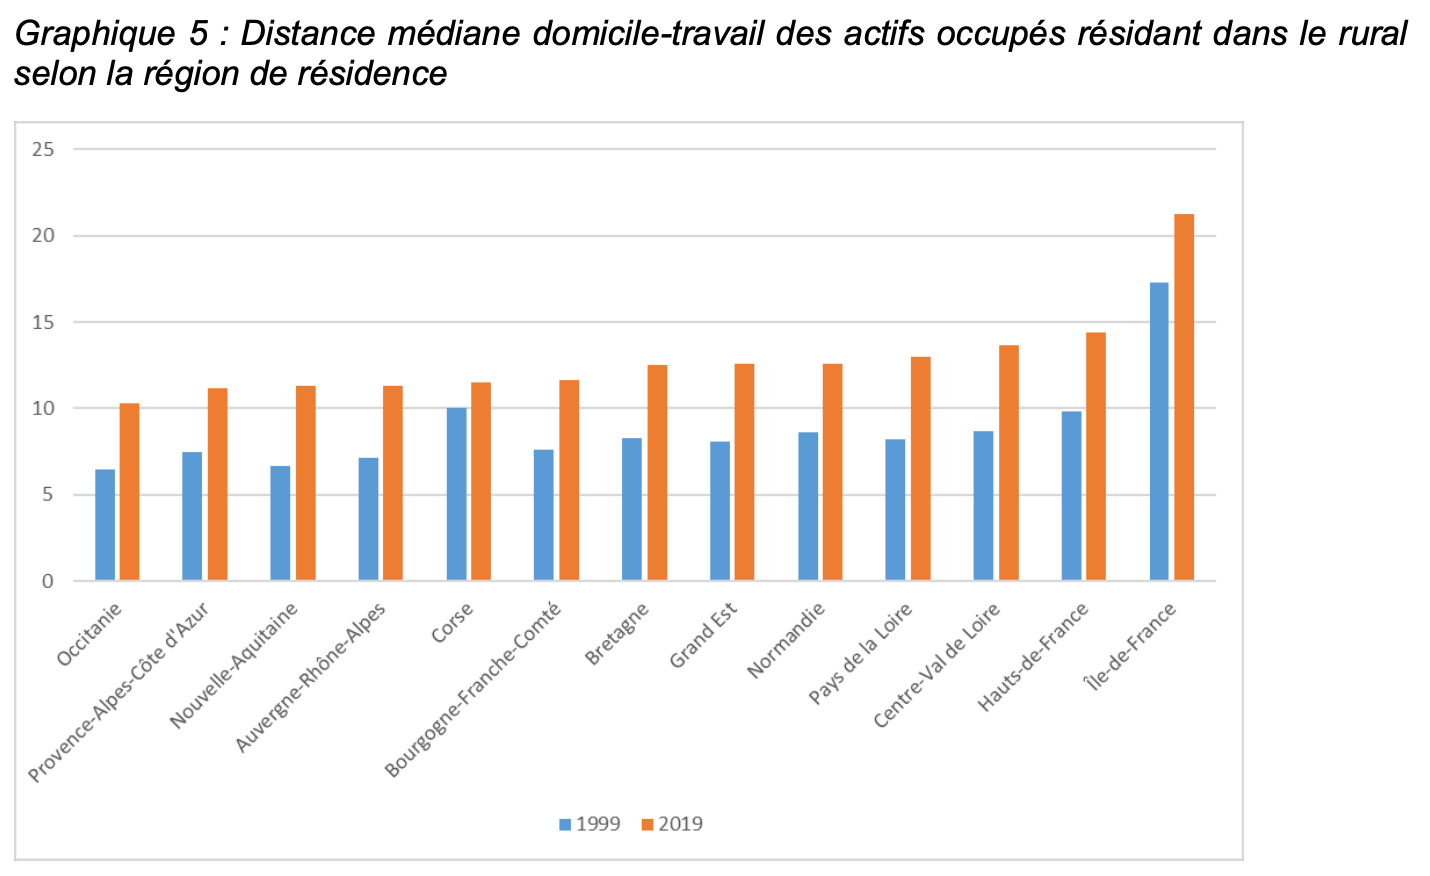 Graphique 5 : Distance médiane domicile-travail des actifs occupés résidant dans le rural
selon la région de résidence
25
20
15
10
5
0
Occitanie
Provence-Alpes-Côte d'Azur
Nouvelle-Aquitaine
Auvergne-Rhône-Alpes
Corse
Bourgogne-Franche-Comté
Bretagne
Grand Est
Normandie
Pays de la Loire
Centre-Val de Loire
Hauts-de-France
Île-de-France
1999 2019